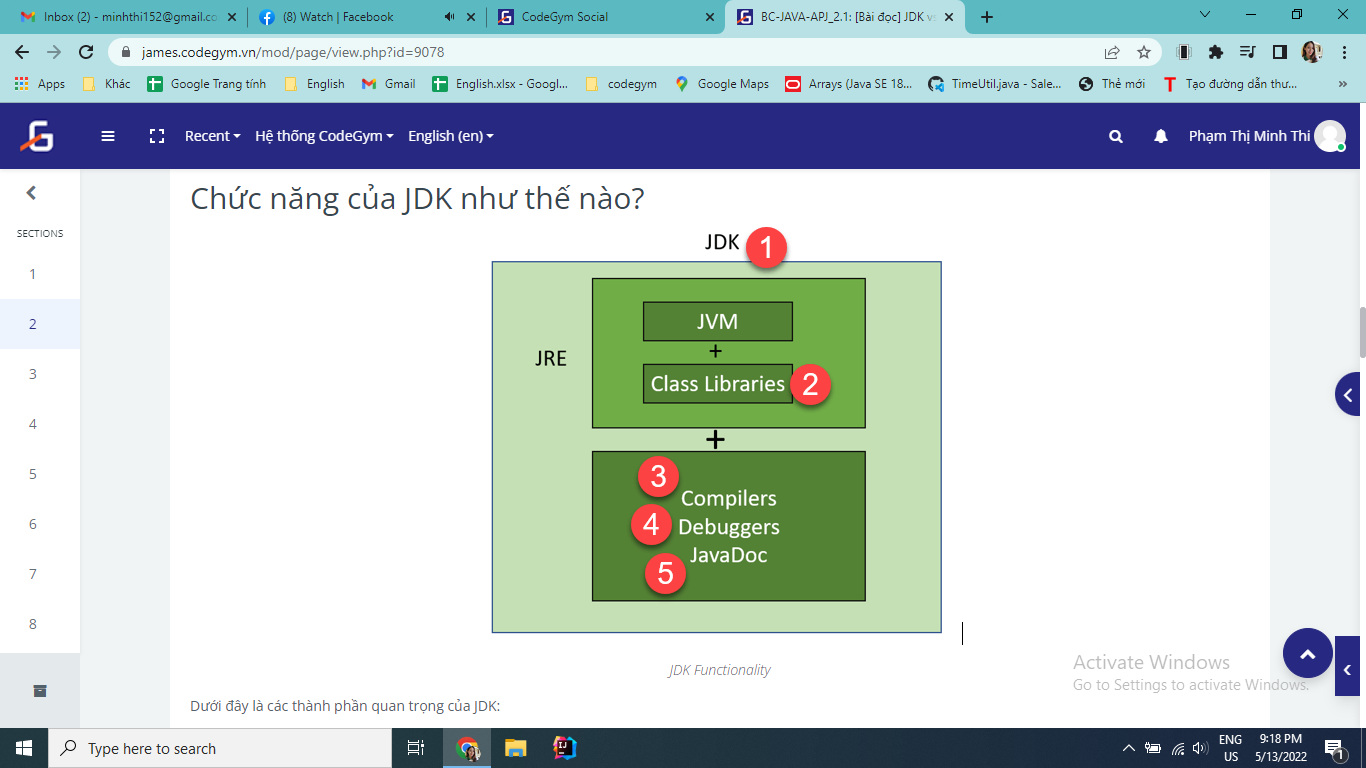 Inbox (2) - minhthi152@gmail.co
(8) Watch | Facebook
CodeGym Social
BC-JAVA-APJ_2.1: [Bài đọc] JDK v
james.codegym.vn/mod/page/view.php?id=9078
Apps
Khác
Google Trang tính
English
Gmail
English.xlsx - Googl...
codegym
Google Maps
Arrays (Java SE 18...
TimeUtil.java - Sale...
Thẻ mới
Tạo đường dẫn thư...
»
Recent
Hệ thống CodeGym
English (en)
Phạm Thị Minh Thi
SECTIONS
1
2
3
4
5
6
7
8
Chức năng của JDK như thế nào?
JDK 1
JVM
+
JRE
Class Libraries 2
+
3
Compilers
4 Debuggers
JavaDoc
5
JDK Functionality
Dưới đây là các thành phần quan trọng của JDK:
Activate Windows
Go to Settings to activate Windows.
Type here to search
ENG
US
9:18 PM
5/13/2022
1